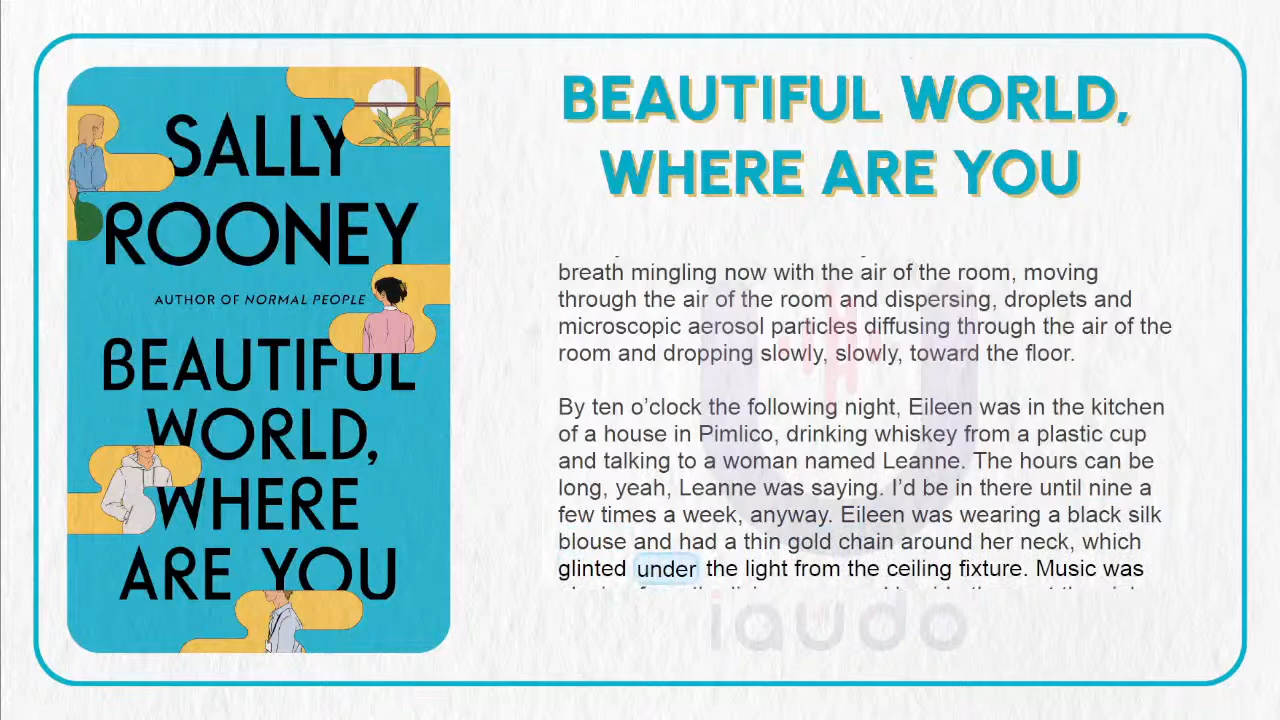 SALLY
ROONEY
AUTHOR OF NORMAL PEOPLE
BEAUTIFUL
WORLD,
WHERE
ARE YOU
BEAUTIFUL WORLD,
WHERE ARE YOU
breath mingling now with the air of the room, moving
through the air of the room and dispersing, droplets and
microscopic aerosol particles diffusing through the air of the
room and dropping slowly, slowly, toward the floor.
By ten o’clock the following night, Eileen was in the kitchen
of a house in Pimlico, drinking whiskey from a plastic cup
and talking to a woman named Leanne. The hours can be
long, yeah, Leanne was saying. I’d be in there until nine a
few times a week, anyway. Eileen was wearing a black silk
blouse and had a thin gold chain around her neck, which
glinted under the light from the ceiling fixture. Music was
iaudo